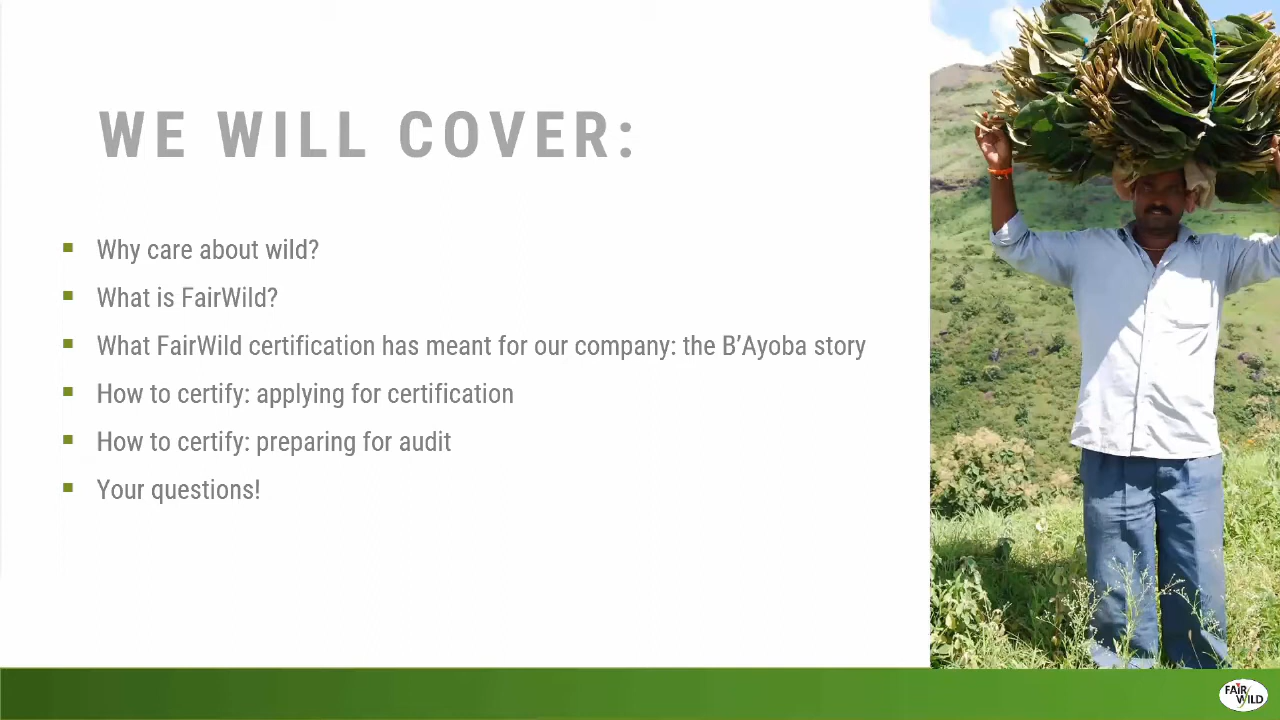 WE WILL COVER:
Why care about wild?
What is FairWild?
What FairWild certification has meant for our company: the B’Ayoba story
How to certify: applying for certification
How to certify: preparing for audit
Your questions!
FAIR
WILD